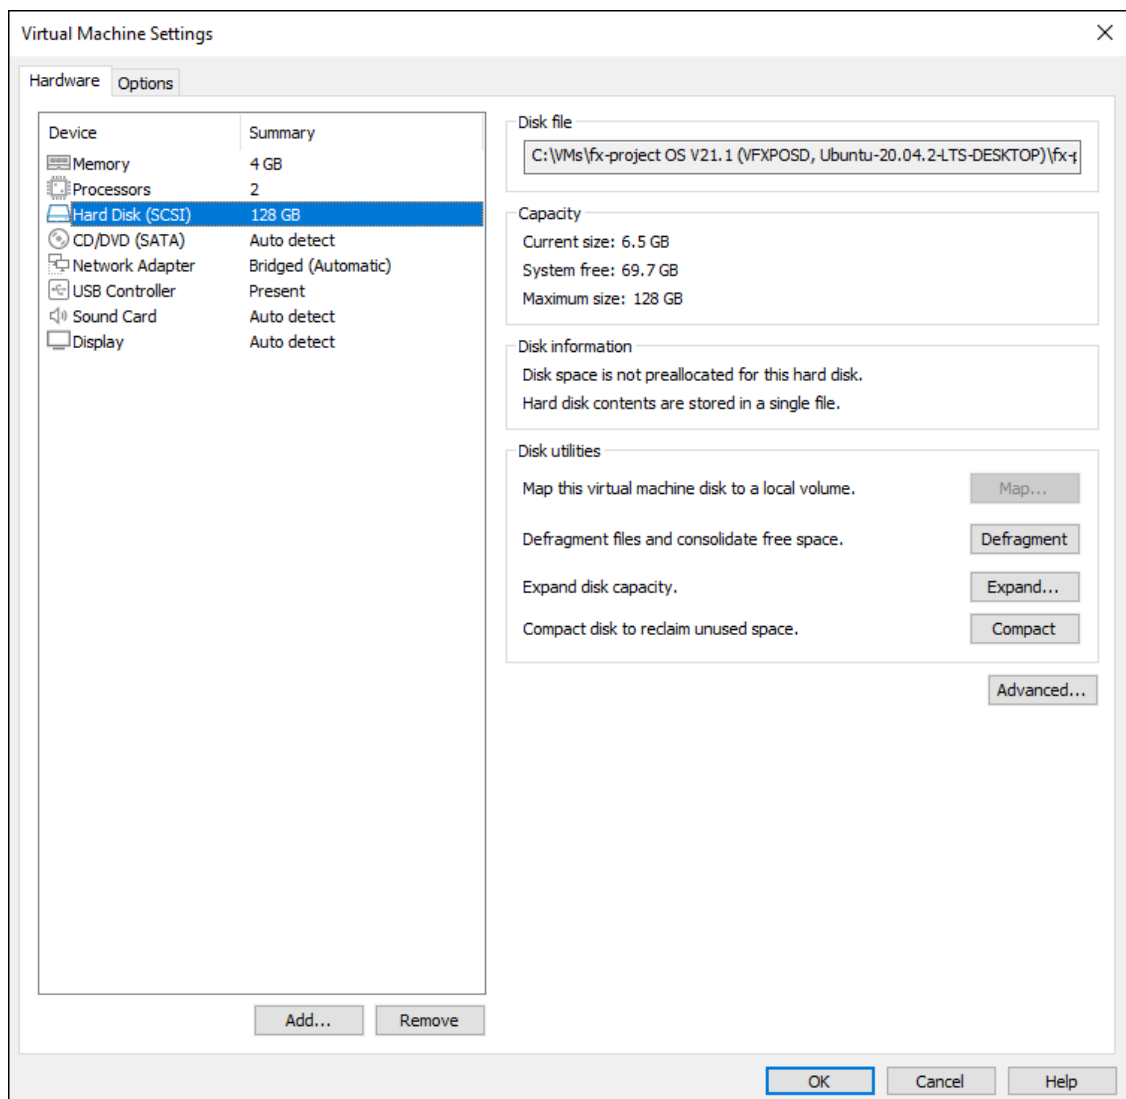 Virtual Machine Settings
Hardware Options
Device Summary
Memory 4 GB
Processors 2
Hard Disk (SCSI) 128 GB
CD/DVD (SATA) Auto detect
Network Adapter Bridged (Automatic)
USB Controller Present
Sound Card Auto detect
Display Auto detect
Add... Remove
Disk file
C:\VMs\fx-project OS V21.1 (VFXPOSD, Ubuntu-20.04.2-LTS-DESKTOP)\fx-p
Capacity
Current size: 6.5 GB
System free: 69.7 GB
Maximum size: 128 GB
Disk information
Disk space is not preallocated for this hard disk.
Hard disk contents are stored in a single file.
Disk utilities
Map this virtual machine disk to a local volume. Map...
Defragment files and consolidate free space. Defragment
Expand disk capacity. Expand...
Compact disk to reclaim unused space. Compact
Advanced...
OK Cancel Help